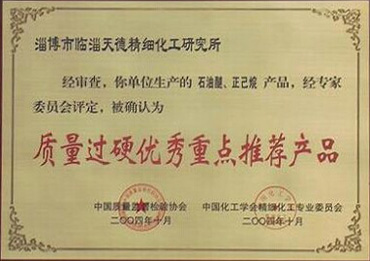 淄博市临淄天德精细化工研究所
经审查，你单位生产的 石油醚、正己烷 产品，经专家
委员会评定，被确认为
质量过硬优秀重点推荐产品
中国质量监督检验协会 中国化工学会精细化工专业委员会
二〇〇四年十月 二〇〇四年十月